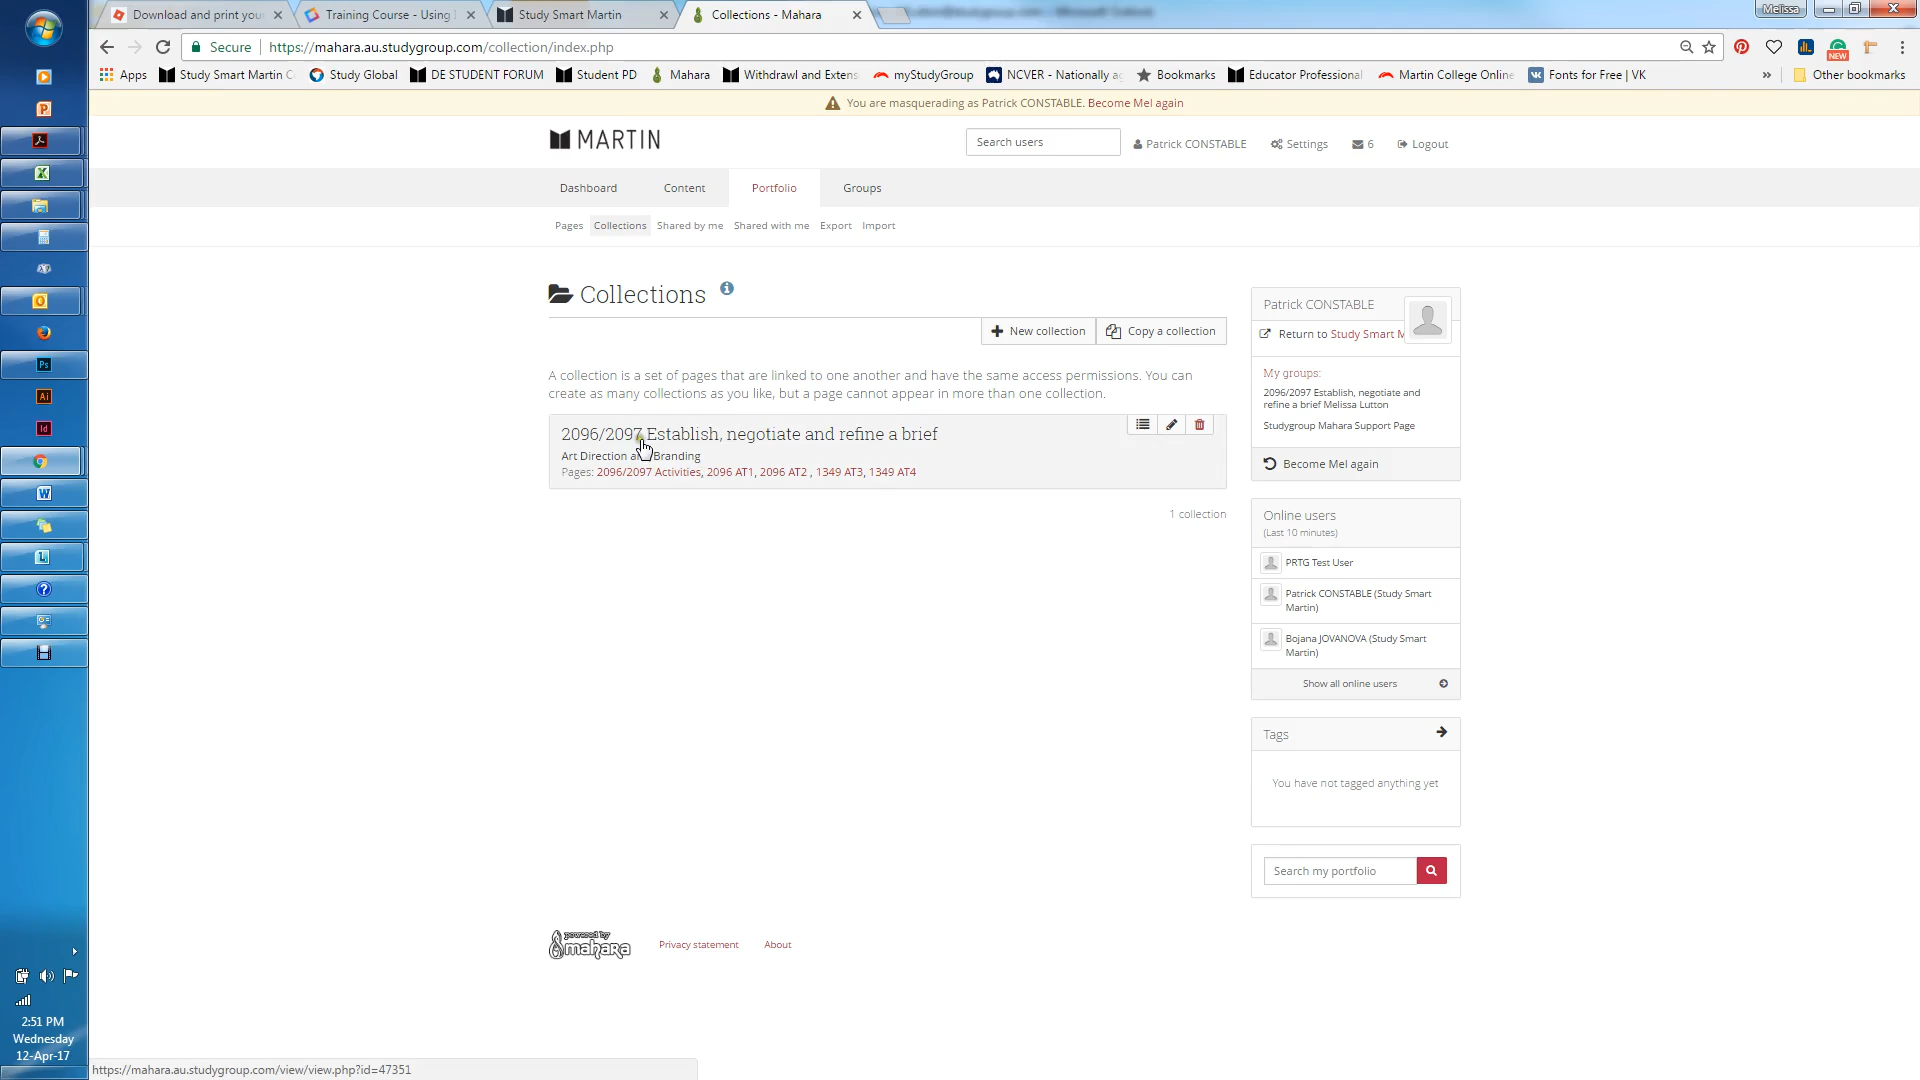 Download and print your
Training Course - Using I
Study Smart Martin
Collections - Mahara
Melissa
Secure
https://mahara.au.studygroup.com/collection/index.php
Apps
Study Smart Martin Co
Study Global
DE STUDENT FORUM
Student PD
Mahara
Withdrawl and Extens
myStudyGroup
NCVER - Nationally ag
Bookmarks
Educator Professional
Martin College Online
Fonts for Free | VK
»
Other bookmarks
NEW
You are masquerading as Patrick CONSTABLE. Become Mel again
MARTIN
Search users
Patrick CONSTABLE
Settings
6
Logout
Dashboard
Content
Portfolio
Groups
Pages
Collections
Shared by me
Shared with me
Export
Import
Collections
New collection
Copy a collection
A collection is a set of pages that are linked to one another and have the same access permissions. You can
create as many collections as you like, but a page cannot appear in more than one collection.
2096/2097 Establish, negotiate and refine a brief
Art Direction a Branding
Pages: 2096/2097 Activities, 2096 AT1, 2096 AT2 , 1349 AT3, 1349 AT4
1 collection
Patrick CONSTABLE
Return to Study Smart M
My groups:
2096/2097 Establish, negotiate and
refine a brief Melissa Lutton
Studygroup Mahara Support Page
Become Mel again
Online users
(Last 10 minutes)
PRTG Test User
Patrick CONSTABLE (Study Smart
Martin)
Bojana JOVANOVA (Study Smart
Martin)
Show all online users
Tags
You have not tagged anything yet
Search my portfolio
powered by
mahara
Privacy statement
About
Ps
Ai
Id
2:51 PM
Wednesday
12-Apr-17
https://mahara.au.studygroup.com/view/view.php?id=47351